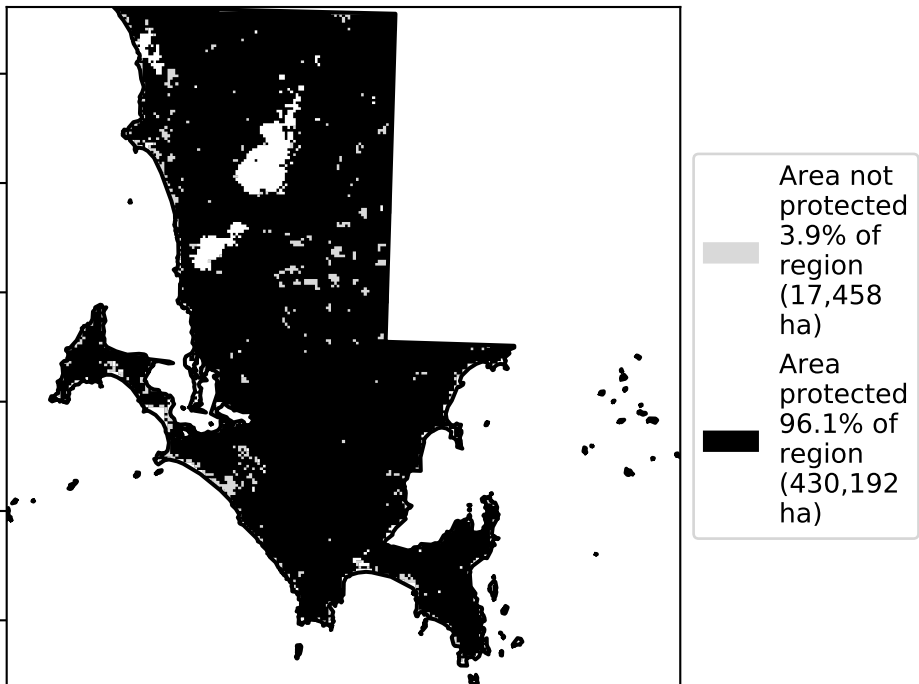 Area not
protected
3.9% of
region
(17,458
ha)
Area
protected
96.1% of
region
(430,192
ha)